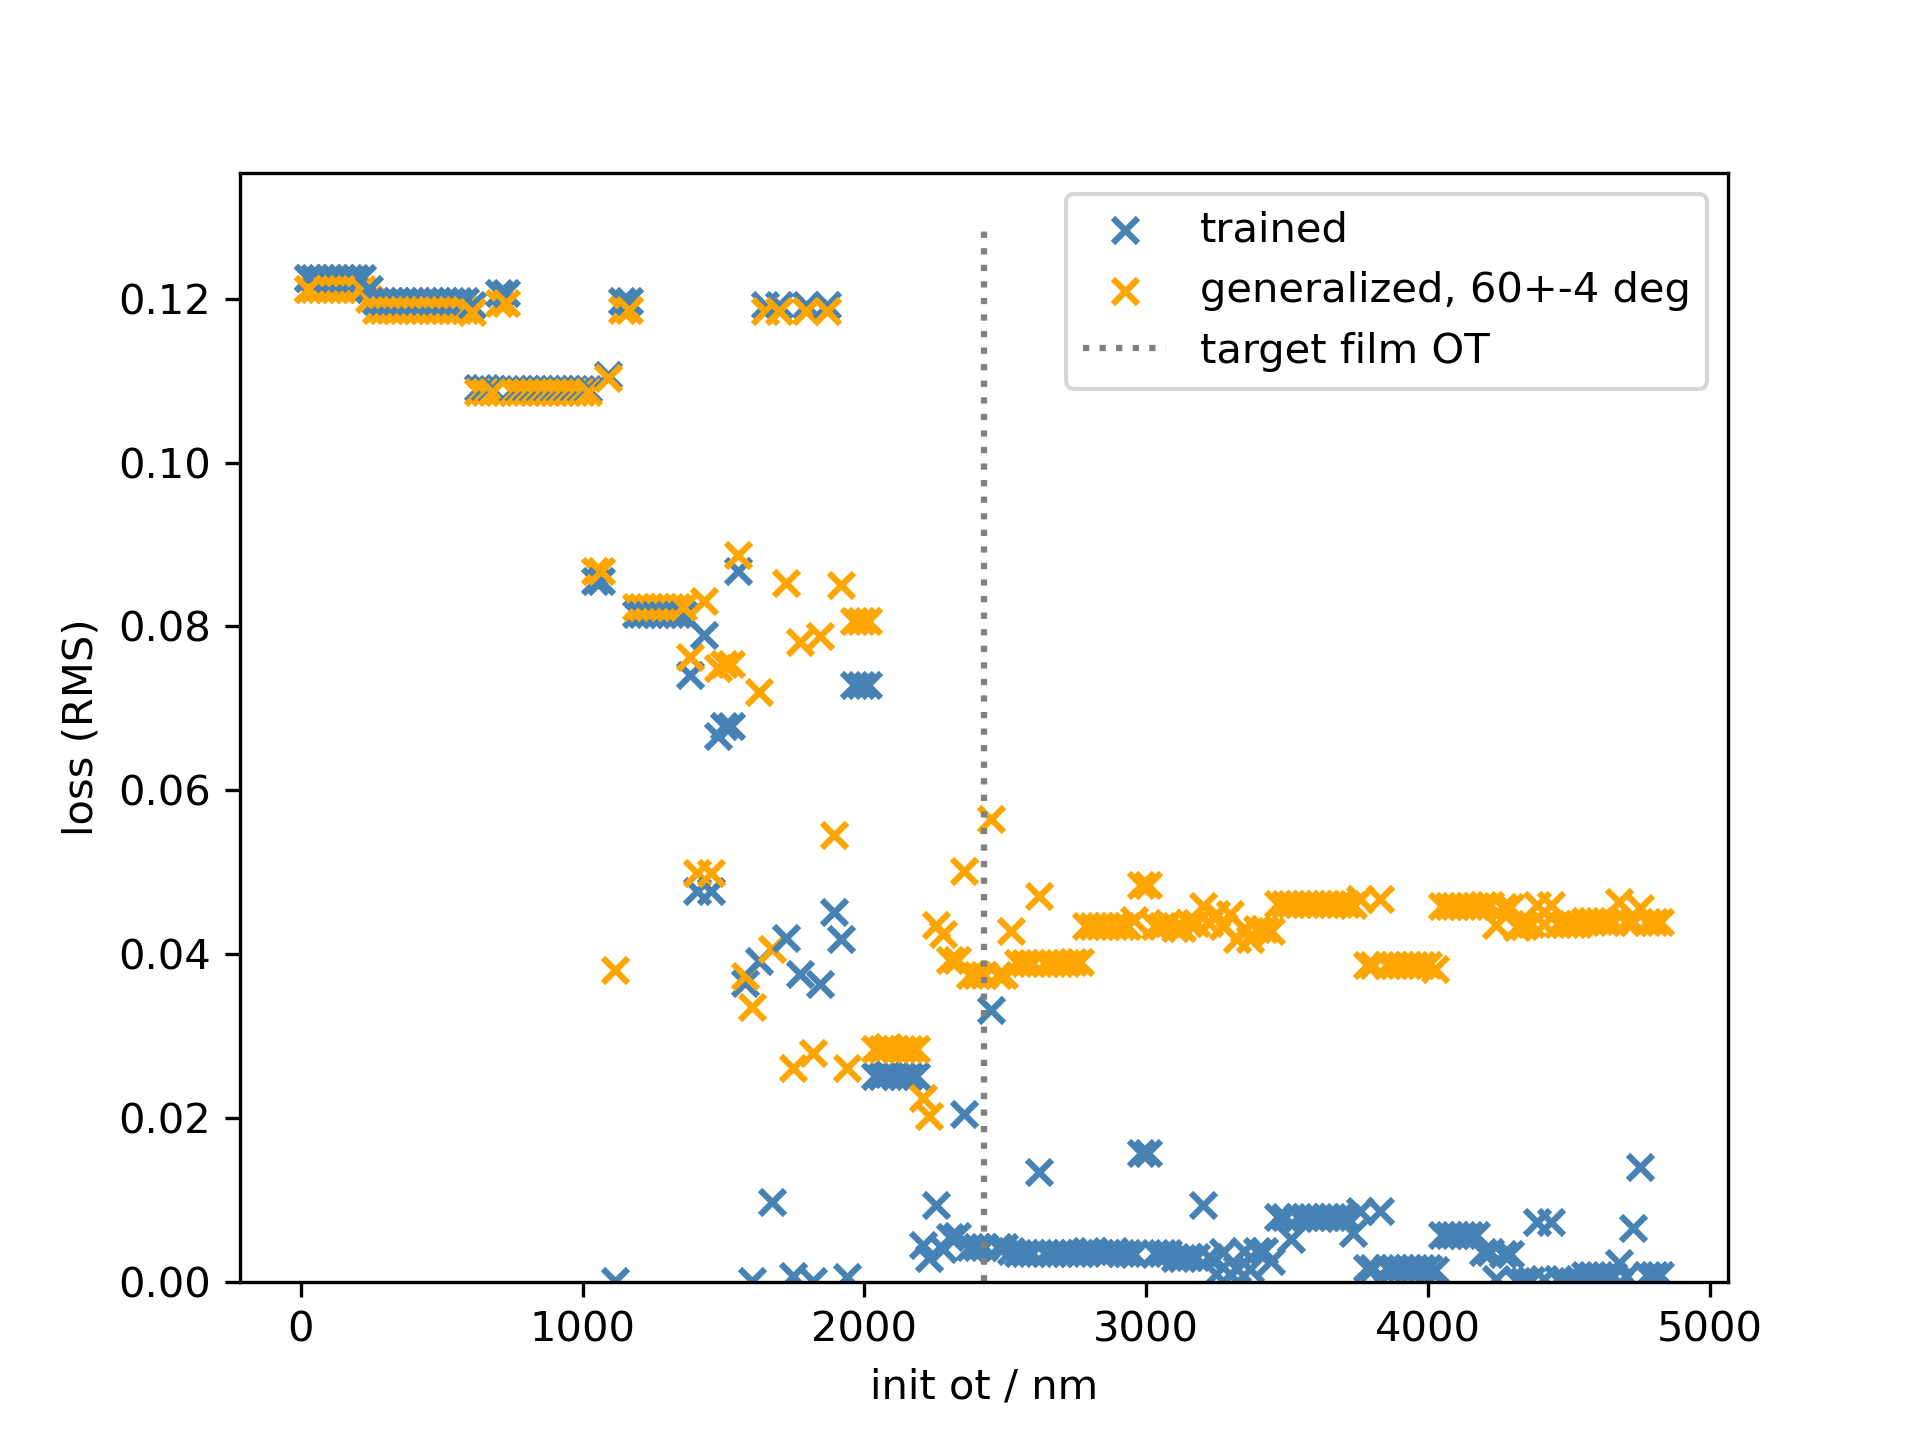 trained
generalized, 60+-4 deg
target film OT
0.12
0.10
0.08
0.06
0.04
0.02
0.00
loss (RMS)
0 1000 2000 3000 4000 5000
init ot / nm